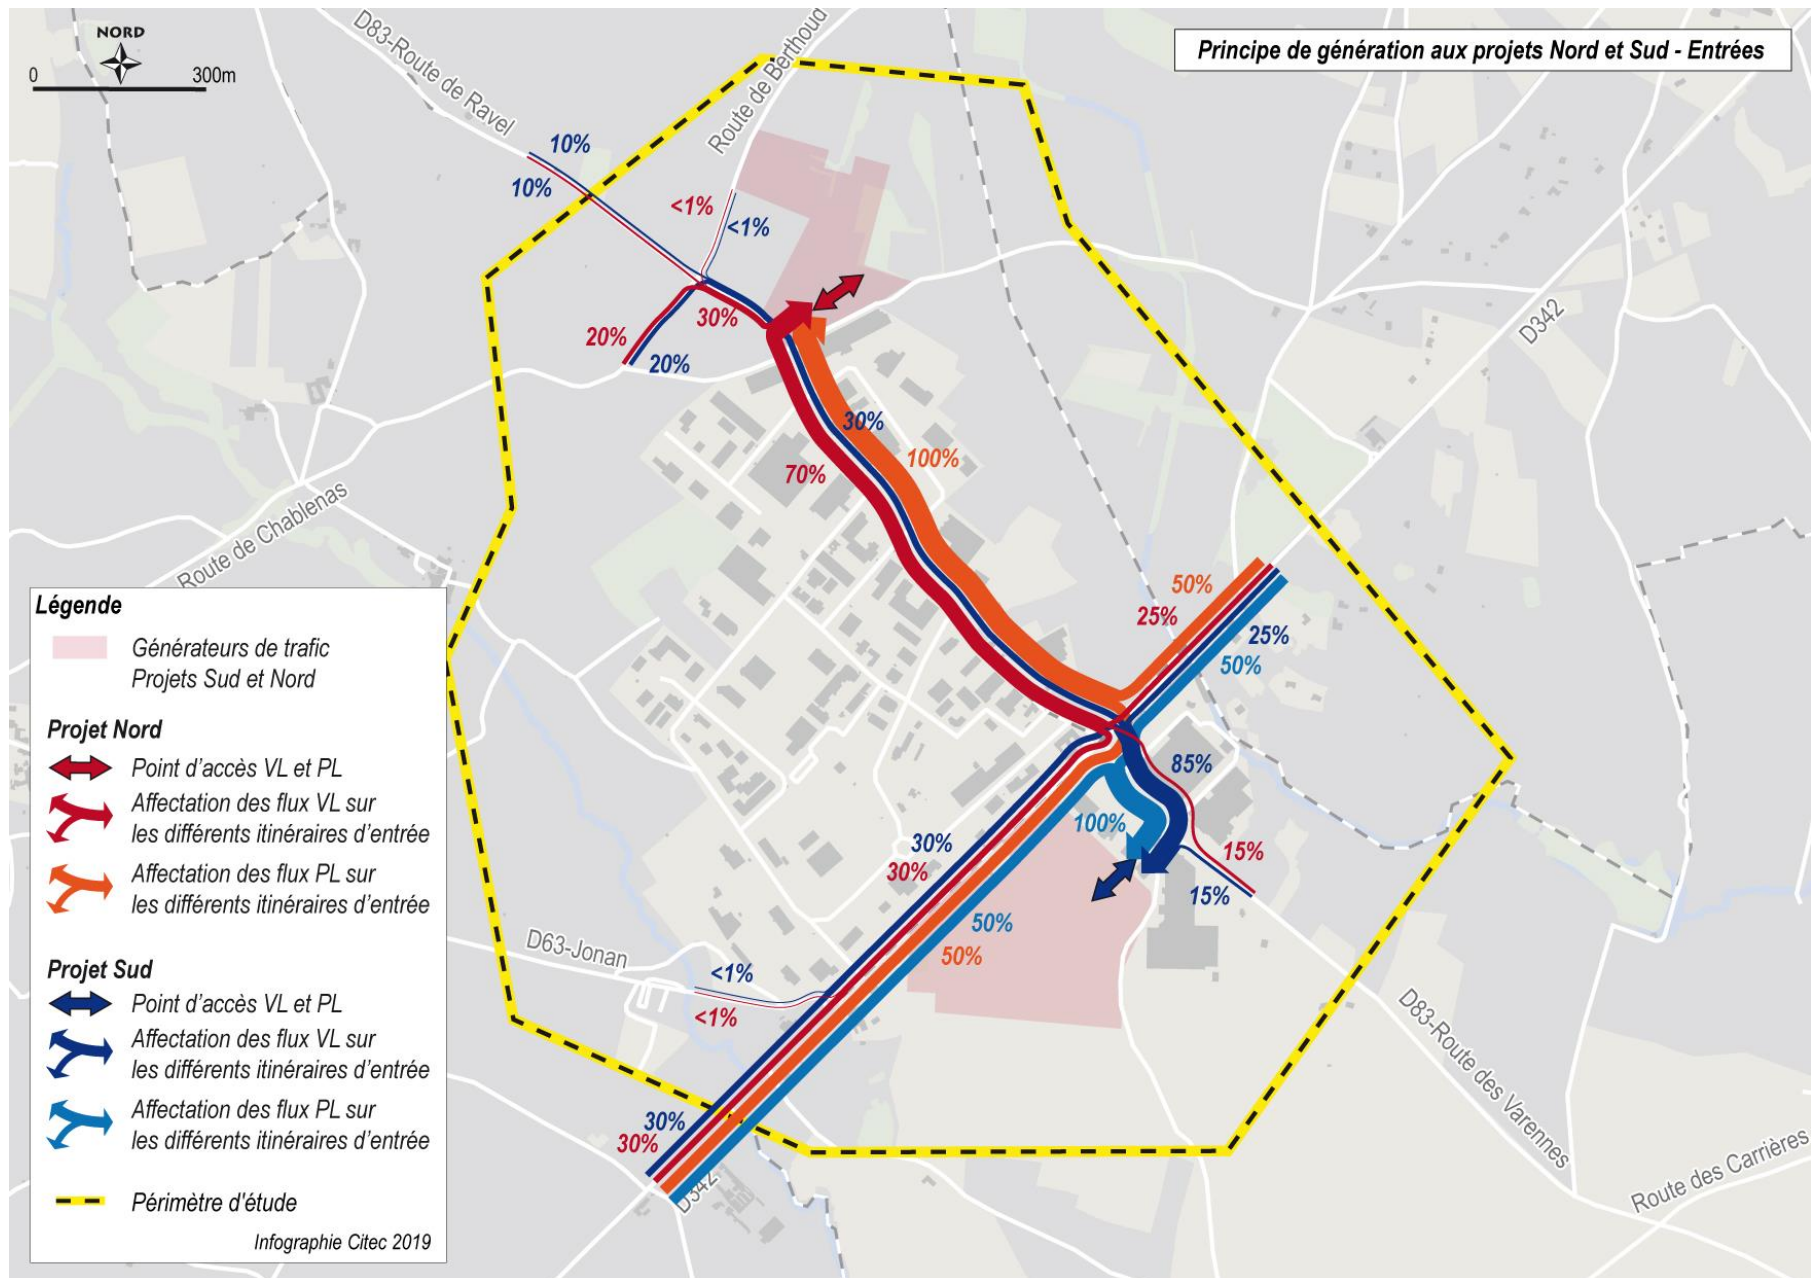 NORD
0 300m
Principe de génération aux projets Nord et Sud - Entrées
D83-Route de Ravel
Route de Berthoud
10%
10%
<1%
<1%
30%
20%
20%
30%
100%
70%
D342
Route de Chablenas
50%
25%
25%
50%
85%
100%
15%
15%
30%
30%
50%
50%
D63-Jonan
<1%
<1%
30%
30%
D342
D83-Route des Varennes
Route des Carrières
Légende
Générateurs de trafic
Projets Sud et Nord
Projet Nord
Point d'accès VL et PL
Affectation des flux VL sur
les différents itinéraires d'entrée
Affectation des flux PL sur
les différents itinéraires d'entrée
Projet Sud
Point d'accès VL et PL
Affectation des flux VL sur
les différents itinéraires d'entrée
Affectation des flux PL sur
les différents itinéraires d'entrée
Périmètre d'étude
Infographie Citec 2019